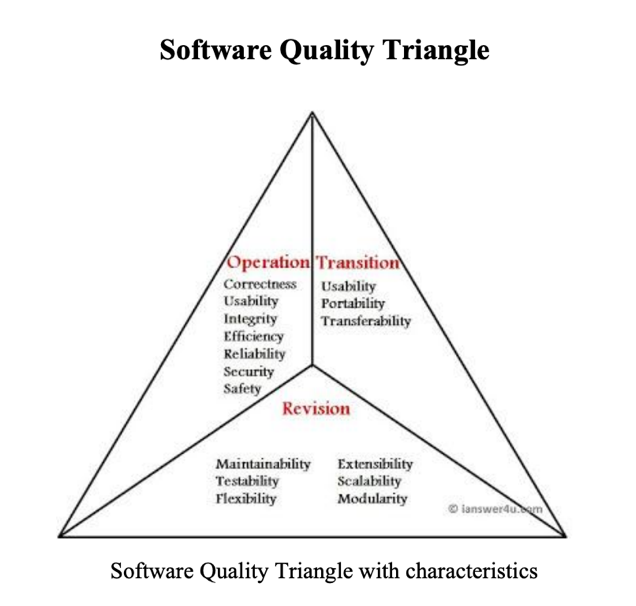 Software Quality Triangle
Operation
Correctness
Usability
Integrity
Efficiency
Reliability
Security
Safety
Transition
Usability
Portability
Transferability
Revision
Maintainability
Testability
Flexibility
Extensibility
Scalability
Modularity
© ianswer4u.com
Software Quality Triangle with characteristics